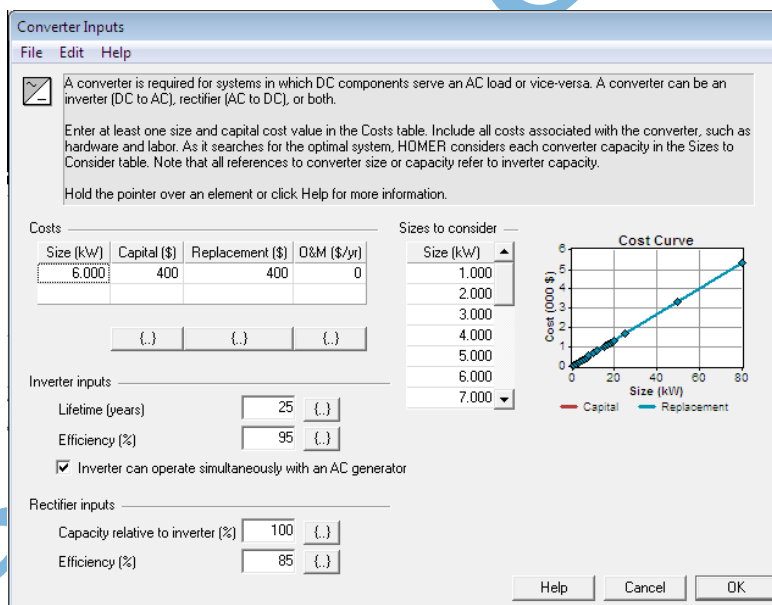 Converter Inputs
File Edit Help
A converter is required for systems in which DC components serve an AC load or vice-versa. A converter can be an
inverter (DC to AC), rectifier (AC to DC), or both.
Enter at least one size and capital cost value in the Costs table. Include all costs associated with the converter, such as
hardware and labor. As it searches for the optimal system, HOMER considers each converter capacity in the Sizes to
Consider table. Note that all references to converter size or capacity refer to inverter capacity.
Hold the pointer over an element or click Help for more information.
Costs
Size (kW) Capital ($) Replacement ($) O&M ($/yr)
6.000 400 400 0
{..} {..} {..}
Sizes to consider
Size (kW)
1.000
2.000
3.000
4.000
5.000
6.000
7.000
Cost Curve
Cost (000 $)
6
5
4
3
2
1
0
0 20 40 60 80
Size (kW)
Capital Replacement
Inverter inputs
Lifetime (years) 25 {..}
Efficiency (%) 95 {..}
Inverter can operate simultaneously with an AC generator
Rectifier inputs
Capacity relative to inverter (%) 100 {..}
Efficiency (%) 85 {..}
Help Cancel OK